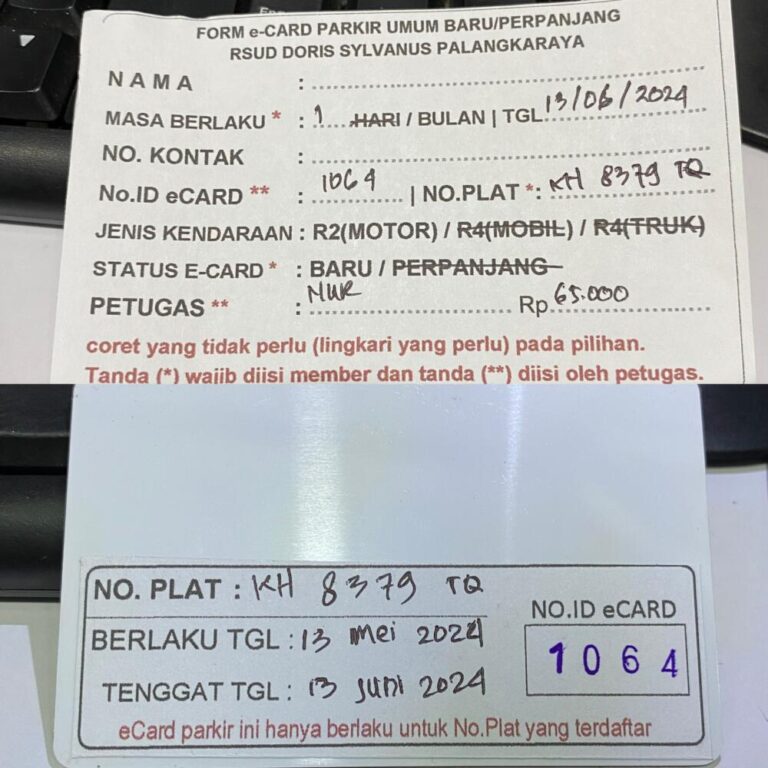 FORM e-CARD PARKIR UMUM BARU/PERPANJANG
RSUD DORIS SYLVANUS PALANGKARAYA
NAMA :
MASA BERLAKU * : 1 HARI / BULAN | TGL 13/06/2024
NO. KONTAK :
No.ID eCARD ** : 1064 | NO.PLAT *: KH 8379 TQ
JENIS KENDARAAN : R2(MOTOR) / R4(MOBIL) / R4(TRUK)
STATUS E-CARD * : BARU / PERPANJANG
PETUGAS ** : MWR Rp 65.000
coret yang tidak perlu (lingkari yang perlu) pada pilihan.
Tanda (*) wajib diisi member dan tanda (**) diisi oleh petugas.
NO. PLAT : KH 8379 TQ
BERLAKU TGL : 13 mei 2024
TENGGAT TGL : 13 juni 2024
NO.ID eCARD
1064
eCard parkir ini hanya berlaku untuk No.Plat yang terdaftar